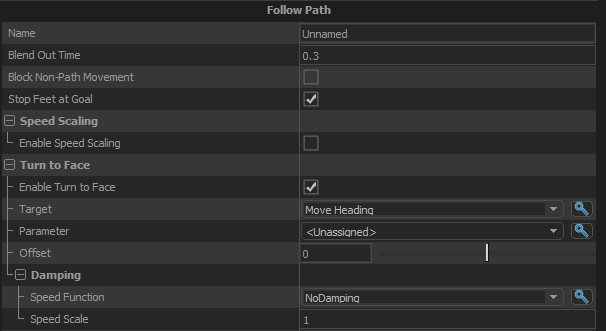 Follow Path
Name Unnamed
Blend Out Time 0.3
Block Non-Path Movement
Stop Feet at Goal
Speed Scaling
Enable Speed Scaling
Turn to Face
Enable Turn to Face
Target Move Heading
Parameter <Unassigned>
Offset 0
Damping
Speed Function NoDamping
Speed Scale 1